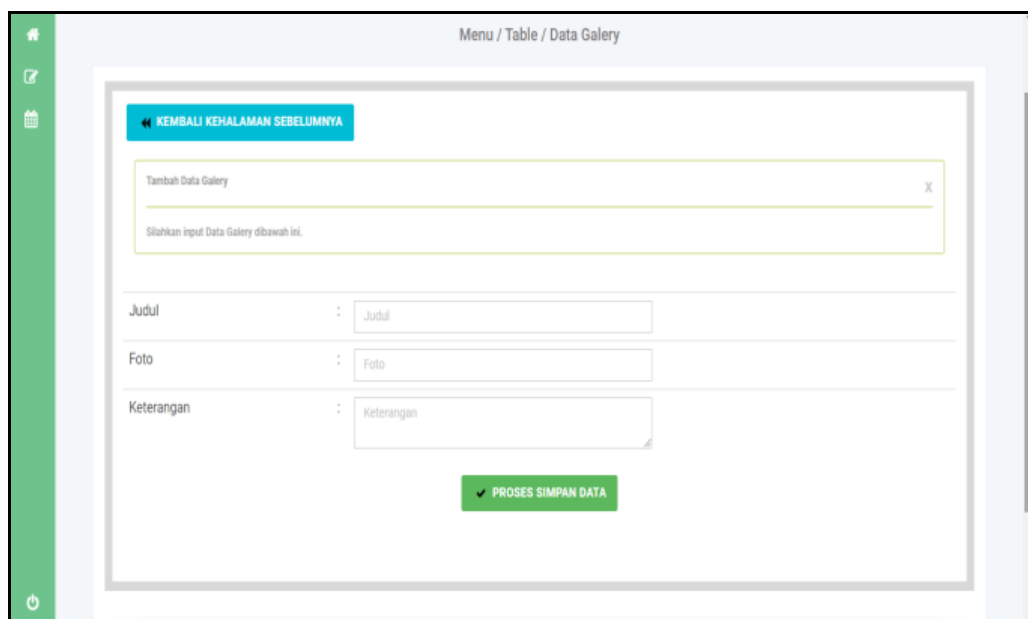 Menu / Table / Data Galery
KEMBALI KEHALAMAN SEBELUMNYA
Tambah Data Galery X
Silahkan input Data Galery dibawah ini.
Judul : Judul
Foto : Foto
Keterangan : Keterangan
PROSES SIMPAN DATA